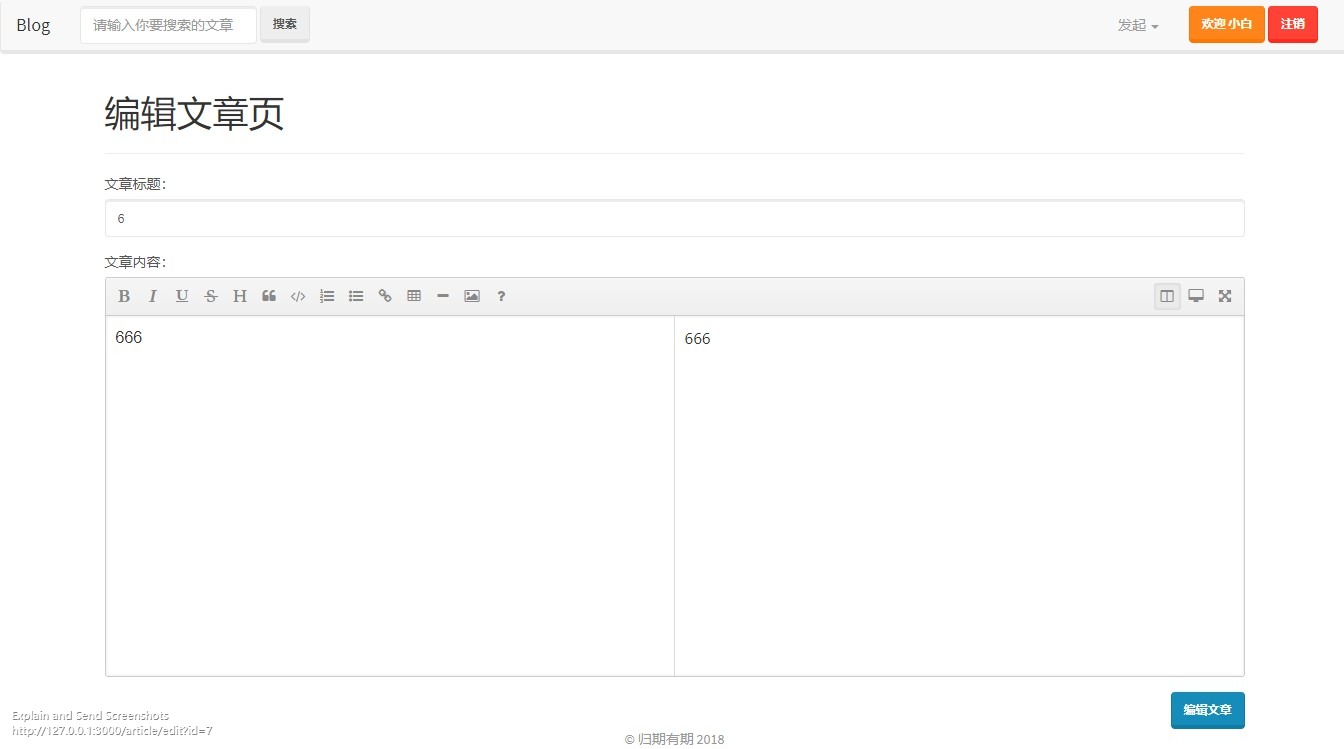 Blog 请输入你要搜索的文章 搜索 发起 欢迎 小白 注销
编辑文章页
文章标题：
6
文章内容：
B I U S H ?
666 666
编辑文章
Explain and Send Screenshots
http://127.0.0.1:3000/article/edit?id=7
© 归期有期 2018